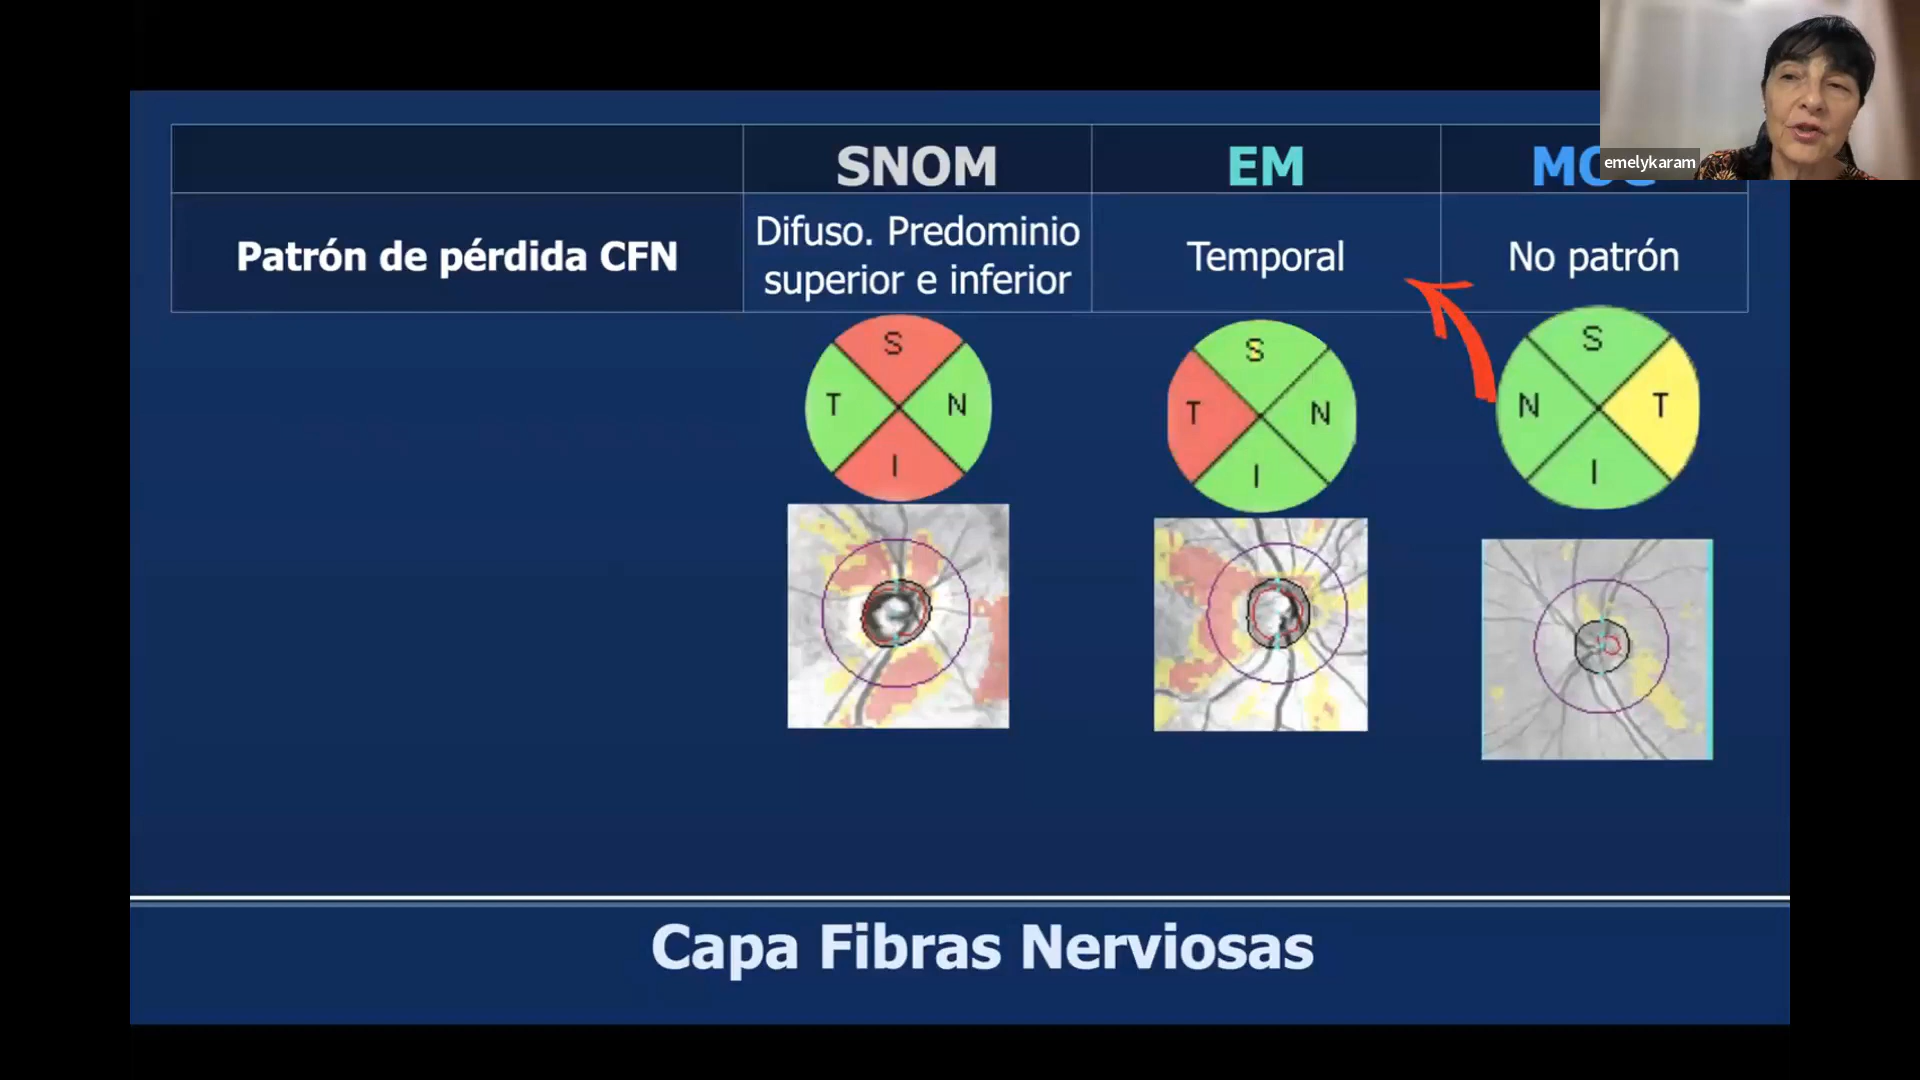 emelykaram
SNOM
EM
Patrón de pérdida CFN
Difuso. Predominio
superior e inferior
Temporal
No patrón
S
T
N
I
S
T
N
I
S
N
T
I
Capa Fibras Nerviosas